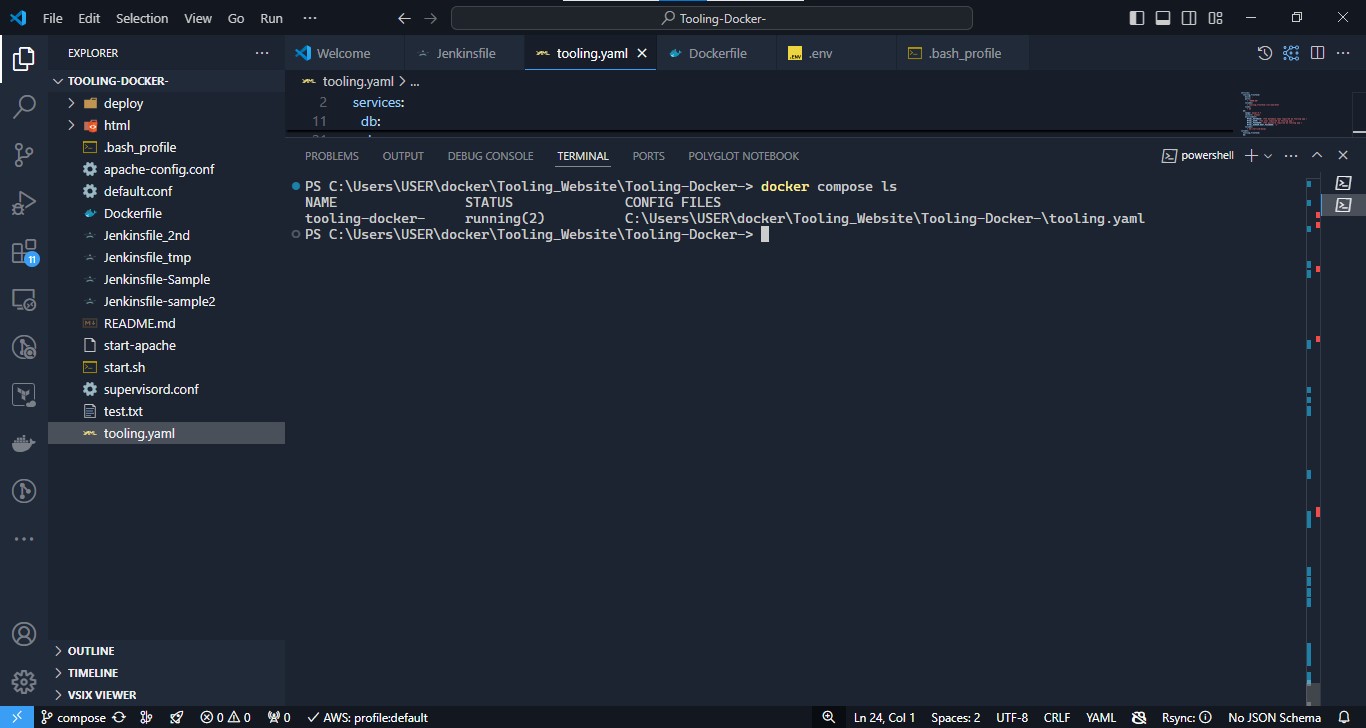 File Edit Selection View Go Run ··· Tooling-Docker-
EXPLORER ···
TOOLING-DOCKER-
deploy
html
.bash_profile
apache-config.conf
default.conf
Dockerfile
Jenkinsfile_2nd
Jenkinsfile_tmp
Jenkinsfile-Sample
Jenkinsfile-sample2
README.md
start-apache
start.sh
supervisord.conf
test.txt
tooling.yaml
OUTLINE
TIMELINE
VSIX VIEWER
11
Welcome Jenkinsfile tooling.yaml Dockerfile .env .bash_profile
tooling.yaml > ...
2 services:
11 db:
PROBLEMS OUTPUT DEBUG CONSOLE TERMINAL PORTS POLYGLOT NOTEBOOK powershell
PS C:\Users\USER\docker\Tooling_Website\Tooling-Docker-> docker compose ls
NAME STATUS CONFIG FILES
tooling-docker- running(2) C:\Users\USER\docker\Tooling_Website\Tooling-Docker-\tooling.yaml
PS C:\Users\USER\docker\Tooling_Website\Tooling-Docker->
compose 0 0 0 AWS: profile:default Ln 24, Col 1 Spaces: 2 UTF-8 CRLF YAML Rsync: No JSON Schema